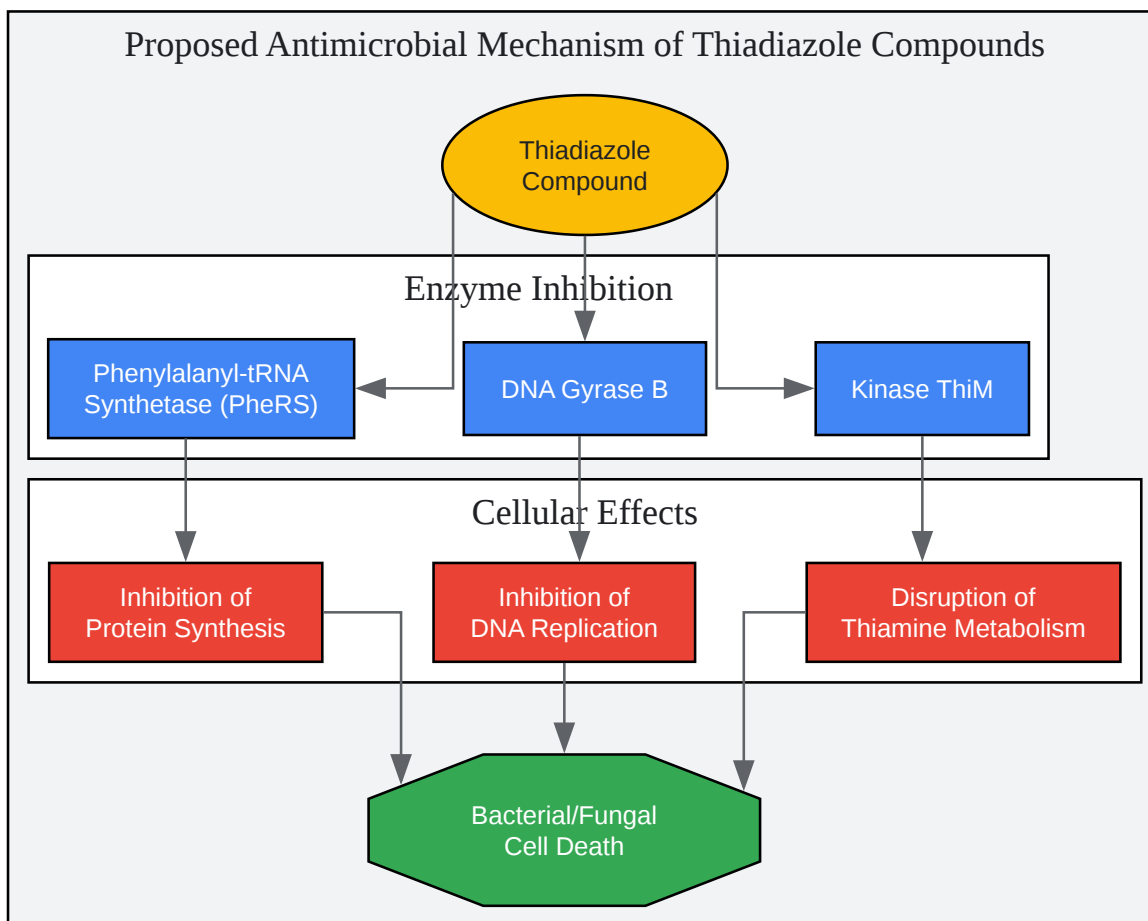 Proposed Antimicrobial Mechanism of Thiadiazole Compounds
Thiadiazole
Compound
Enzyme Inhibition
Phenylalanyl-tRNA
Synthetase (PheRS)
DNA Gyrase B
Kinase ThiM
Cellular Effects
Inhibition of
Protein Synthesis
Inhibition of
DNA Replication
Disruption of
Thiamine Metabolism
Bacterial/Fungal
Cell Death